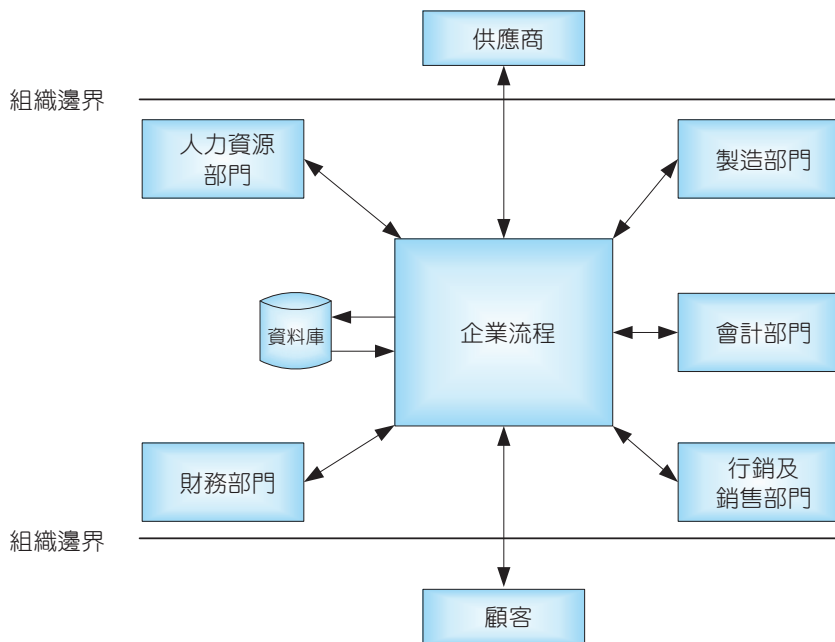 供應商
組織邊界
人力資源
部門
製造部門
企業流程
資料庫
會計部門
財務部門
行銷及
銷售部門
組織邊界
顧客